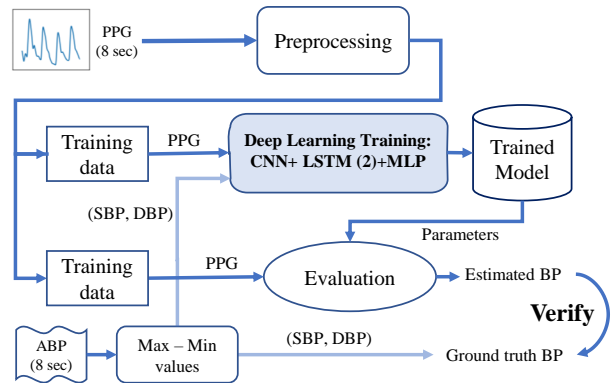 PPG
(8 sec)
Preprocessing
Training
data
PPG
Deep Learning Training:
CNN+ LSTM (2)+MLP
Trained
Model
(SBP, DBP)
Parameters
Training
data
PPG
Evaluation
Estimated BP
Verify
ABP
(8 sec)
Max – Min
values
(SBP, DBP)
Ground truth BP